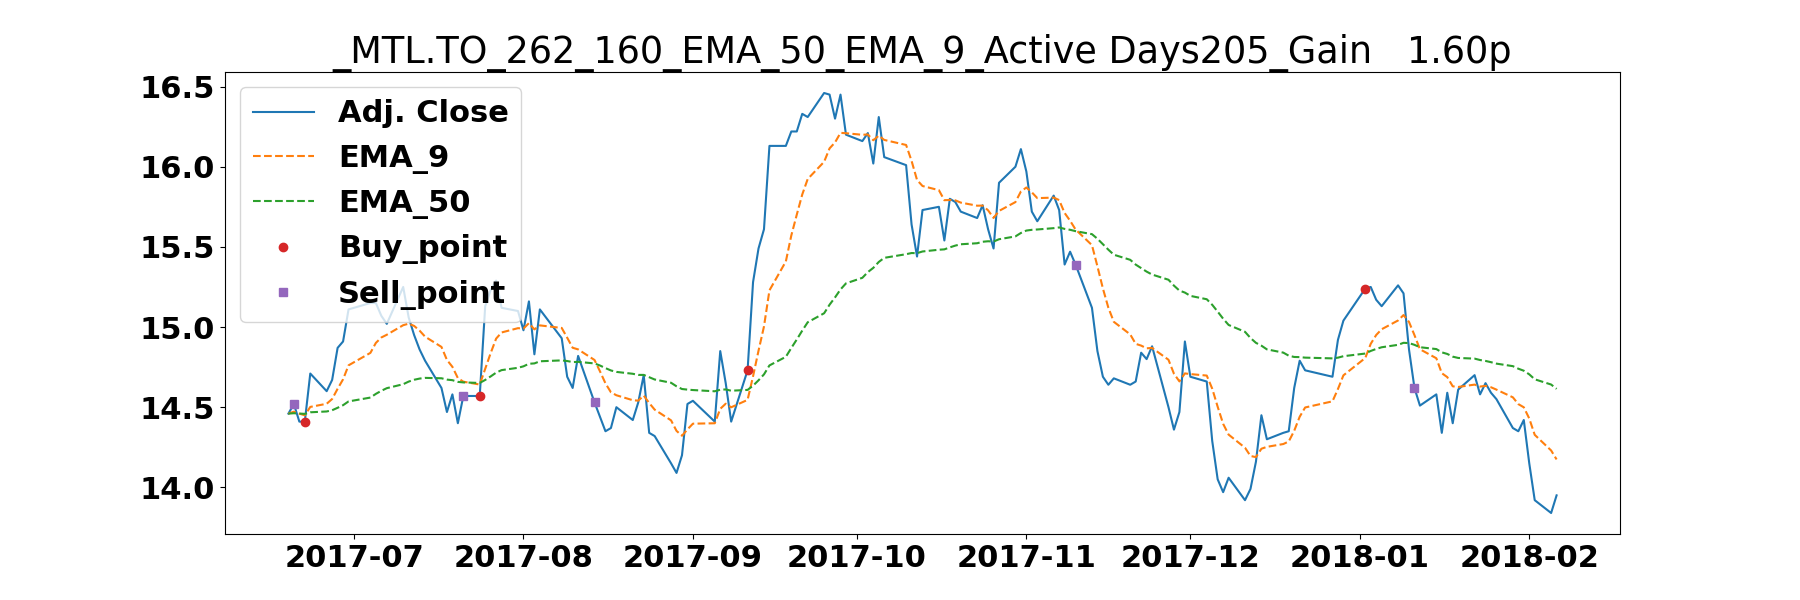 _MTL.TO_262_160_EMA_50_EMA_9_Active Days205_Gain   1.60p
16.5
16.0
15.5
15.0
14.5
14.0
Adj. Close
EMA_9
EMA_50
Buy_point
Sell_point
2017-07 2017-08 2017-09 2017-10 2017-11 2017-12 2018-01 2018-02